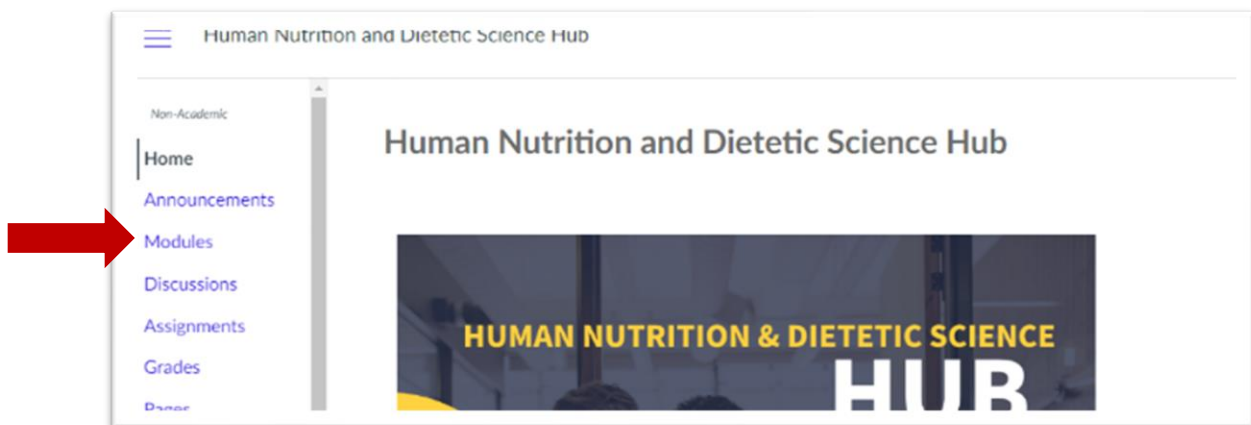 Human Nutrition and Dietetic Science Hub
Non-Academic
Home
Announcements
Modules
Discussions
Assignments
Grades
Pages
Human Nutrition and Dietetic Science Hub
HUMAN NUTRITION & DIETETIC SCIENCE
HUB